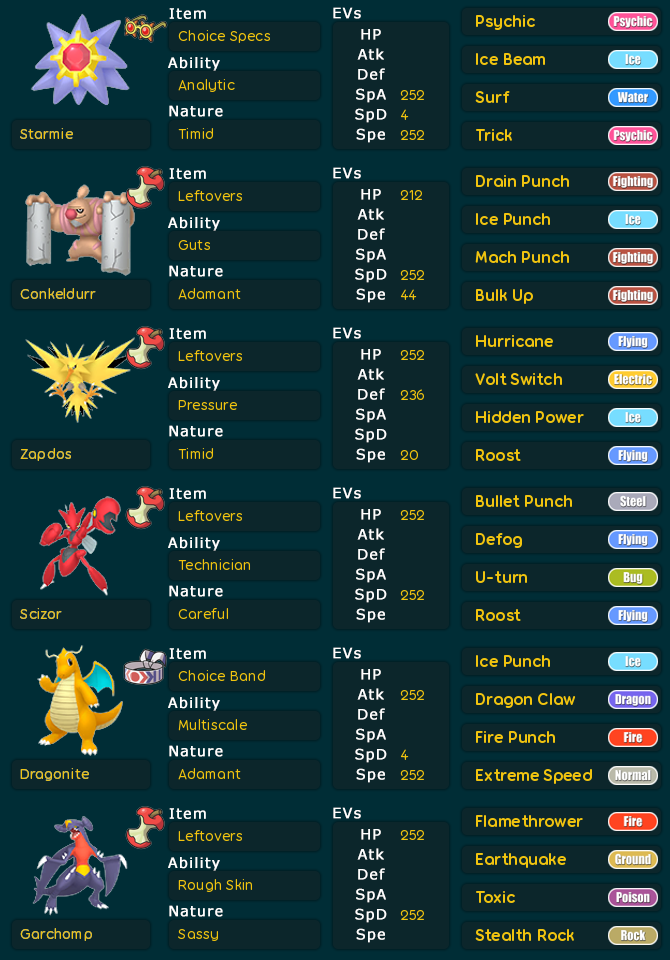 Item
Choice Specs
Ability
Analytic
Nature
Timid
Starmie
EVs
HP
Atk
Def
SpA 252
SpD 4
Spe 252
Psychic Psychic
Ice Beam Ice
Surf Water
Trick Psychic
Item
Leftovers
Ability
Guts
Nature
Adamant
Conkeldurr
EVs
HP 212
Atk
Def
SpA
SpD 252
Spe 44
Drain Punch Fighting
Ice Punch Ice
Mach Punch Fighting
Bulk Up Fighting
Item
Leftovers
Ability
Pressure
Nature
Timid
Zapdos
EVs
HP 252
Atk
Def 236
SpA
SpD
Spe 20
Hurricane Flying
Volt Switch Electric
Hidden Power Ice
Roost Flying
Item
Leftovers
Ability
Technician
Nature
Careful
Scizor
EVs
HP 252
Atk
Def
SpA
SpD 252
Spe
Bullet Punch Steel
Defog Flying
U-turn Bug
Roost Flying
Item
Choice Band
Ability
Multiscale
Nature
Adamant
Dragonite
EVs
HP
Atk 252
Def
SpA
SpD 4
Spe 252
Ice Punch Ice
Dragon Claw Dragon
Fire Punch Fire
Extreme Speed Normal
Item
Leftovers
Ability
Rough Skin
Nature
Sassy
Garchomp
EVs
HP 252
Atk
Def
SpA
SpD 252
Spe
Flamethrower Fire
Earthquake Ground
Toxic Poison
Stealth Rock Rock